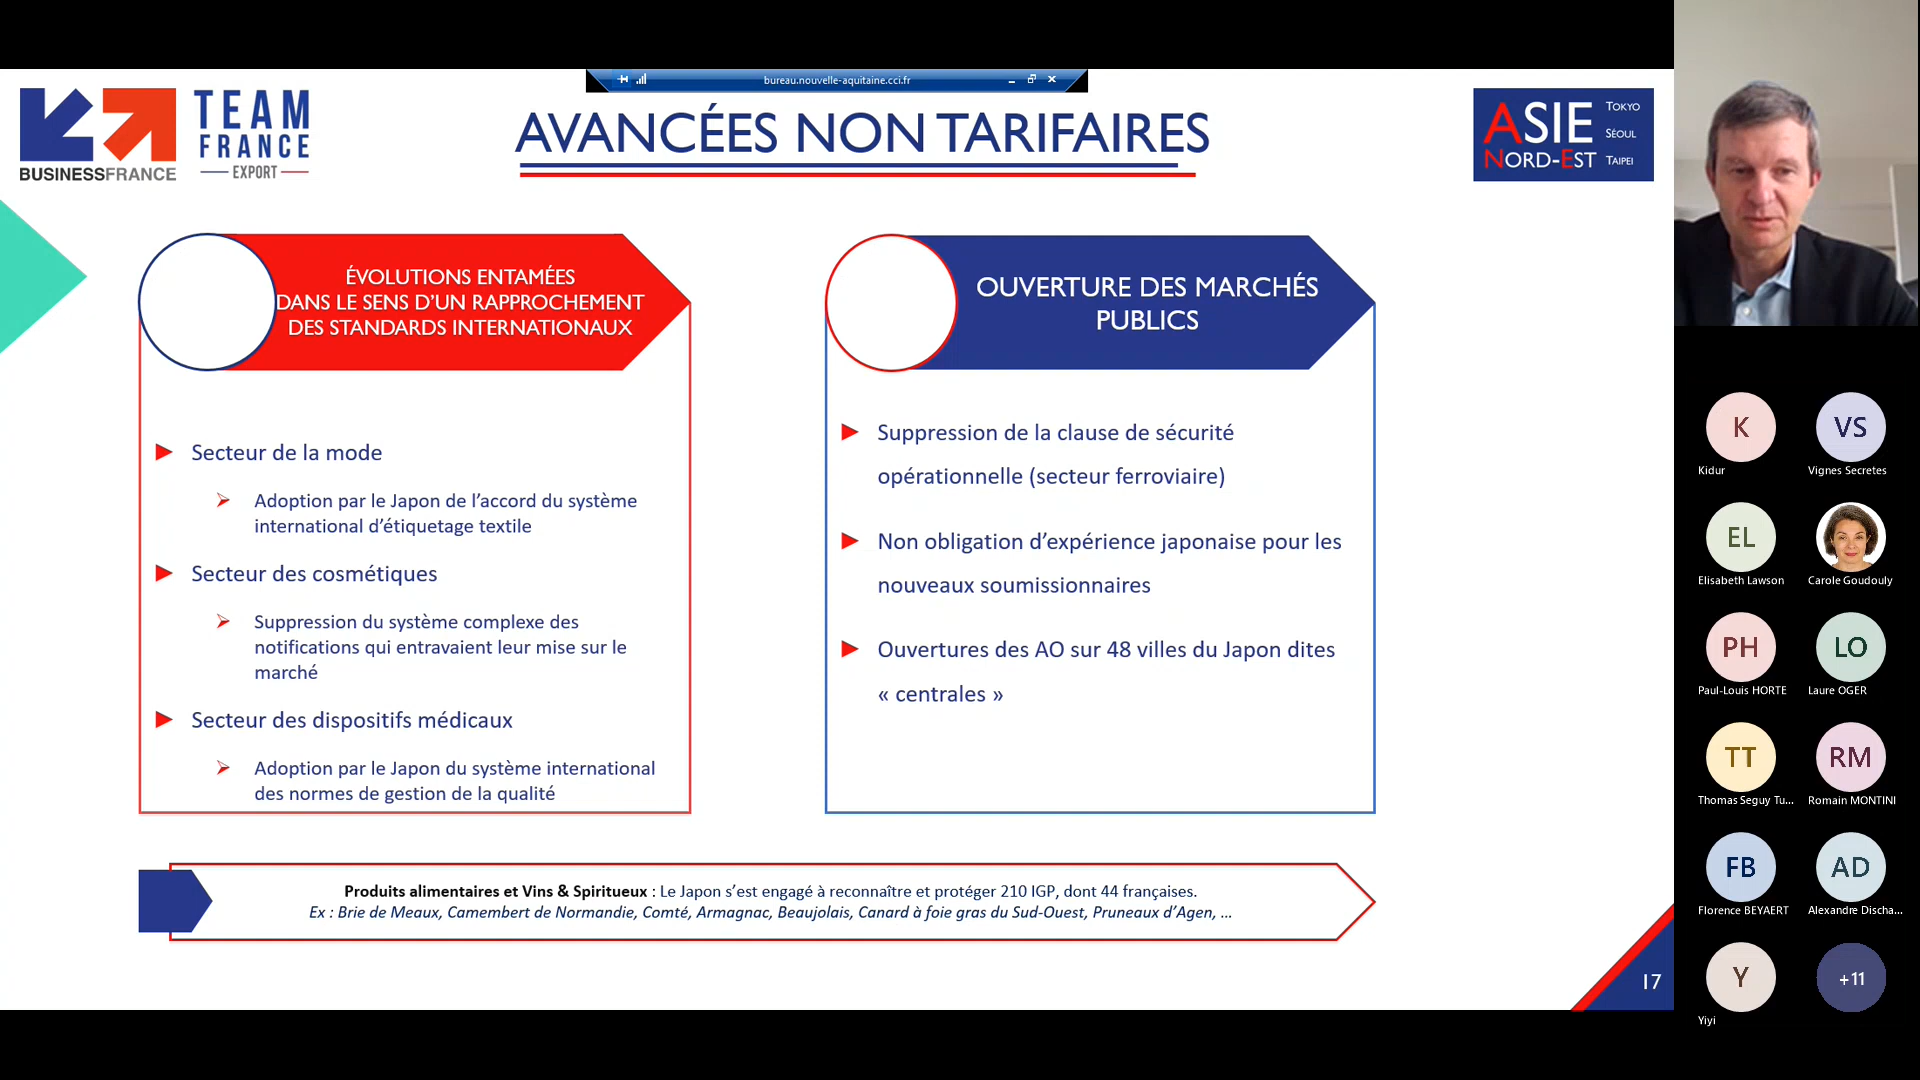 bureau.nouvelle-aquitaine.cci.fr
BUSINESSFRANCE
TEAM
FRANCE
EXPORT
AVANCÉES NON TARIFAIRES
ASIE
NORD-EST
TOKYO
SÉOUL
TAIPEI
ÉVOLUTIONS ENTAMÉES
DANS LE SENS D’UN RAPPROCHEMENT
DES STANDARDS INTERNATIONAUX
Secteur de la mode
Adoption par le Japon de l’accord du système
international d’étiquetage textile
Secteur des cosmétiques
Suppression du système complexe des
notifications qui entravaient leur mise sur le
marché
Secteur des dispositifs médicaux
Adoption par le Japon du système international
des normes de gestion de la qualité
OUVERTURE DES MARCHÉS
PUBLICS
Suppression de la clause de sécurité
opérationnelle (secteur ferroviaire)
Non obligation d’expérience japonaise pour les
nouveaux soumissionnaires
Ouvertures des AO sur 48 villes du Japon dites
« centrales »
Produits alimentaires et Vins & Spiritueux : Le Japon s’est engagé à reconnaître et protéger 210 IGP, dont 44 françaises.
Ex : Brie de Meaux, Camembert de Normandie, Comté, Armagnac, Beaujolais, Canard à foie gras du Sud-Ouest, Pruneaux d’Agen, ...
17
K
Kidur
VS
Vignes Secretes
EL
Elisabeth Lawson
Carole Goudouly
PH
Paul-Louis HORTE
LO
Laure OGER
TT
Thomas Seguy Tu...
RM
Romain MONTINI
FB
Florence BEYAERT
AD
Alexandre Discha...
Y
Yiyi
+11